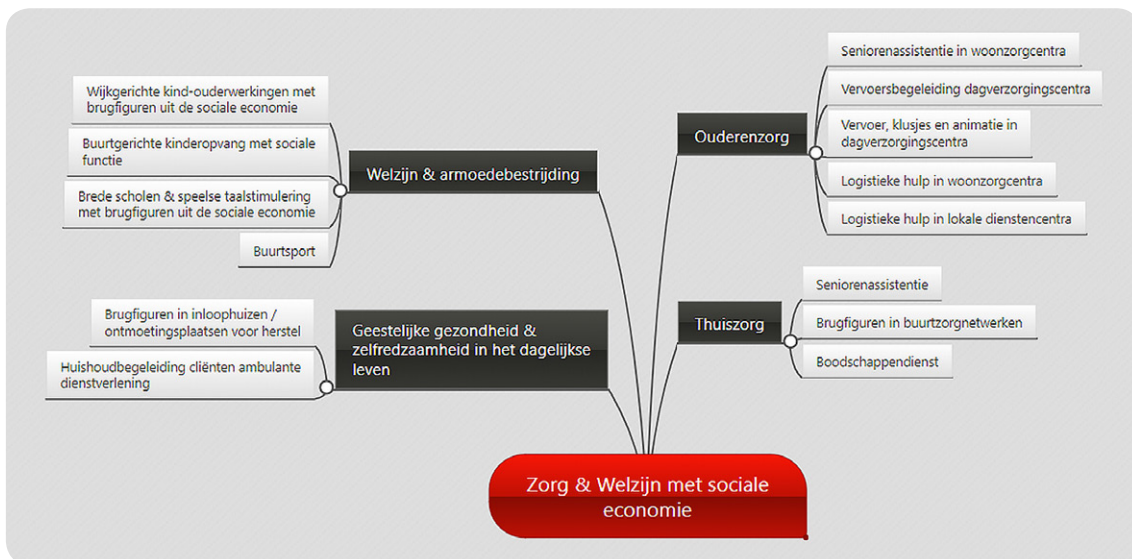 Wijkgerichte kind-ouderwerkingen met
brugfiguren uit de sociale economie
Buurtgerichte kinderopvang met sociale
functie
Brede scholen & speelse taalstimulering
met brugfiguren uit de sociale economie
Buurtsport
Welzijn & armoedebestrijding
Brugfiguren in inloophuizen /
ontmoetingsplaatsen voor herstel
Huishoudbegeleiding cliënten ambulante
dienstverlening
Geestelijke gezondheid &
zelfredzaamheid in het dagelijkse
leven
Ouderenzorg
Seniorenassistentie in woonzorgcentra
Vervoersbegeleiding dagverzorgingscentra
Vervoer, klusjes en animatie in
dagverzorgingscentra
Logistieke hulp in woonzorgcentra
Logistieke hulp in lokale dienstencentra
Thuiszorg
Seniorenassistentie
Brugfiguren in buurtzorgnetwerken
Boodschappendienst
Zorg & Welzijn met sociale
economie